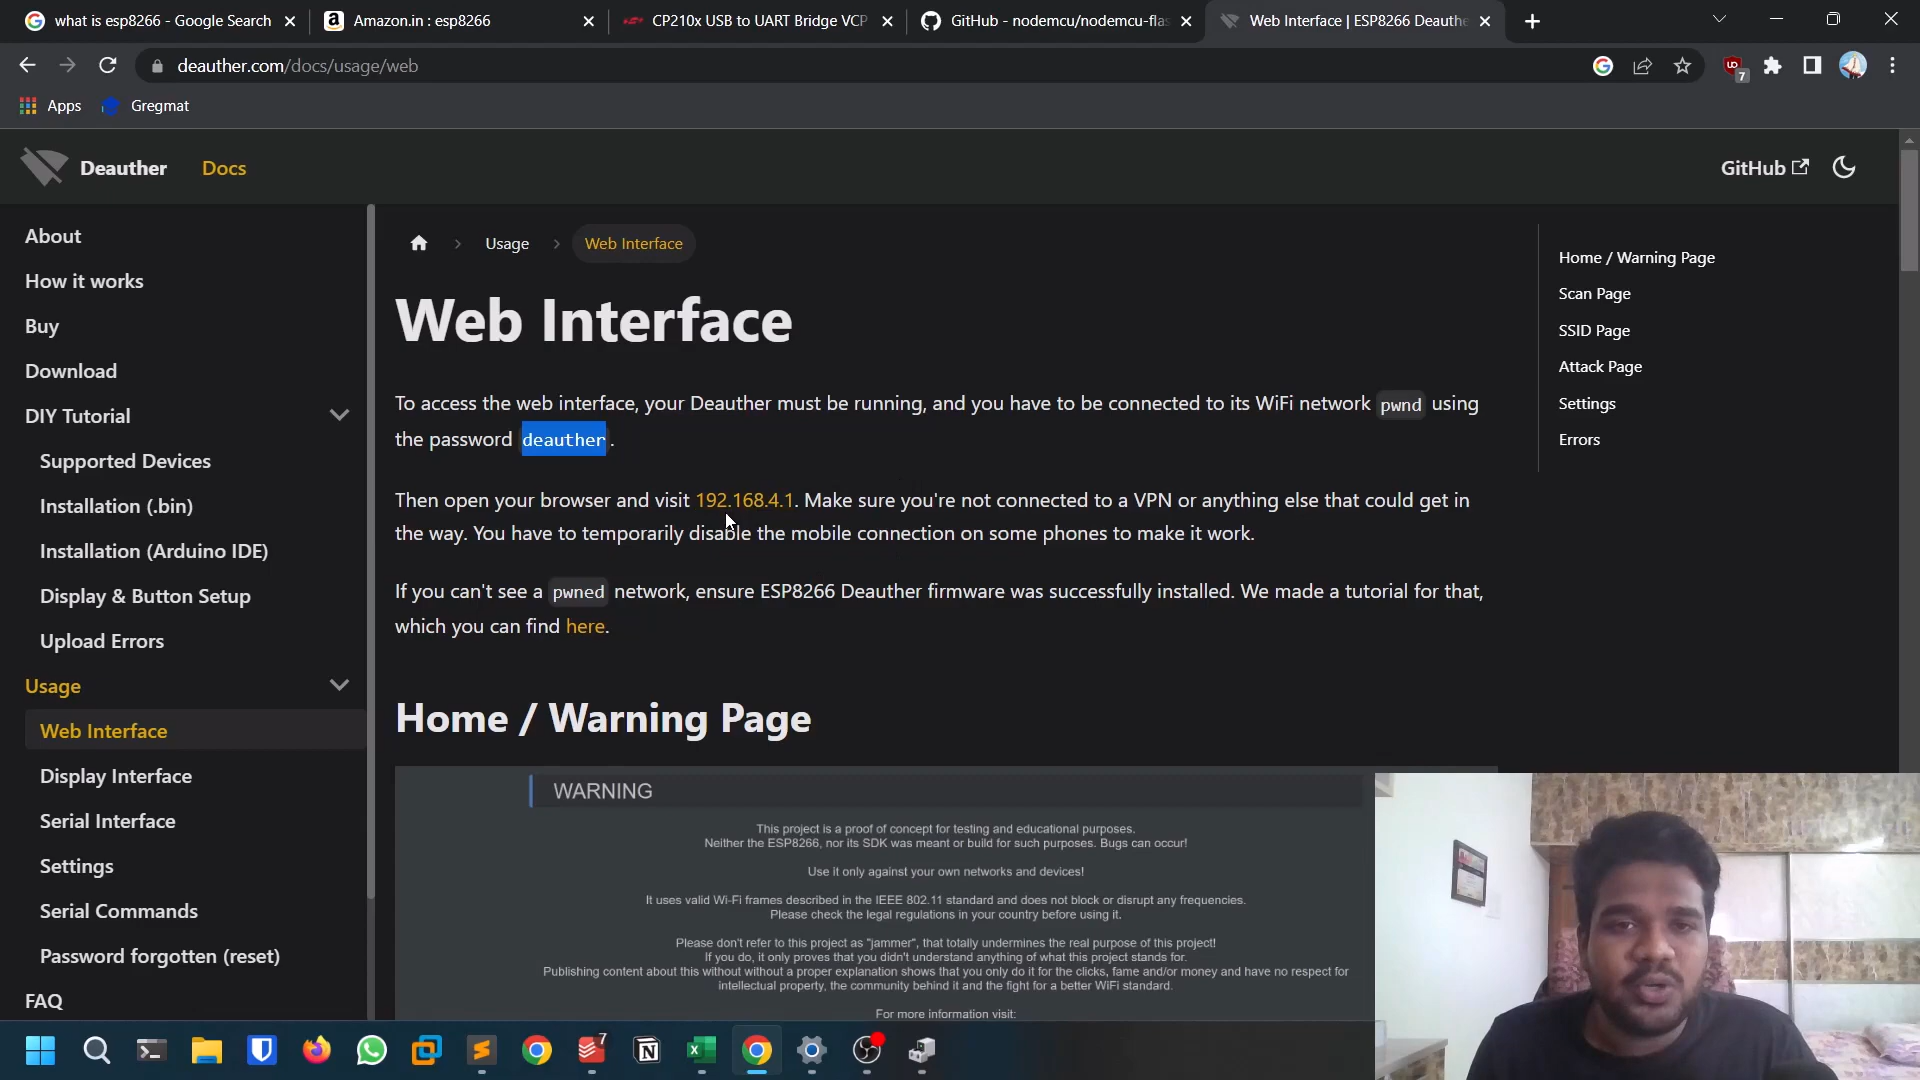 what is esp8266 - Google Search
Amazon.in : esp8266
CP210x USB to UART Bridge VCP
GitHub - nodemcu/nodemcu-flas
Web Interface | ESP8266 Deauthe
deauther.com/docs/usage/web
7
Apps
Gregmat
Deauther
Docs
GitHub
About
How it works
Buy
Download
DIY Tutorial
Supported Devices
Installation (.bin)
Installation (Arduino IDE)
Display & Button Setup
Upload Errors
Usage
Web Interface
Display Interface
Serial Interface
Settings
Serial Commands
Password forgotten (reset)
FAQ
Usage
Web Interface
Web Interface
To access the web interface, your Deauther must be running, and you have to be connected to its WiFi network pwnd using
the password deauther.
Then open your browser and visit 192.168.4.1. Make sure you're not connected to a VPN or anything else that could get in
the way. You have to temporarily disable the mobile connection on some phones to make it work.
If you can't see a pwned network, ensure ESP8266 Deauther firmware was successfully installed. We made a tutorial for that,
which you can find here.
Home / Warning Page
WARNING
This project is a proof of concept for testing and educational purposes.
Neither the ESP8266, nor its SDK was meant or build for such purposes. Bugs can occur!
Use it only against your own networks and devices!
It uses valid Wi-Fi frames described in the IEEE 802.11 standard and does not block or disrupt any frequencies.
Please check the legal regulations in your country before using it.
Please don't refer to this project as "jammer", that totally undermines the real purpose of this project!
If you do, it only proves that you didn't understand anything of what this project stands for.
Publishing content about this without without a proper explanation shows that you only do it for the clicks, fame and/or money and have no respect for
intellectual property, the community behind it and the fight for a better WiFi standard.
For more information visit:
Home / Warning Page
Scan Page
SSID Page
Attack Page
Settings
Errors
7